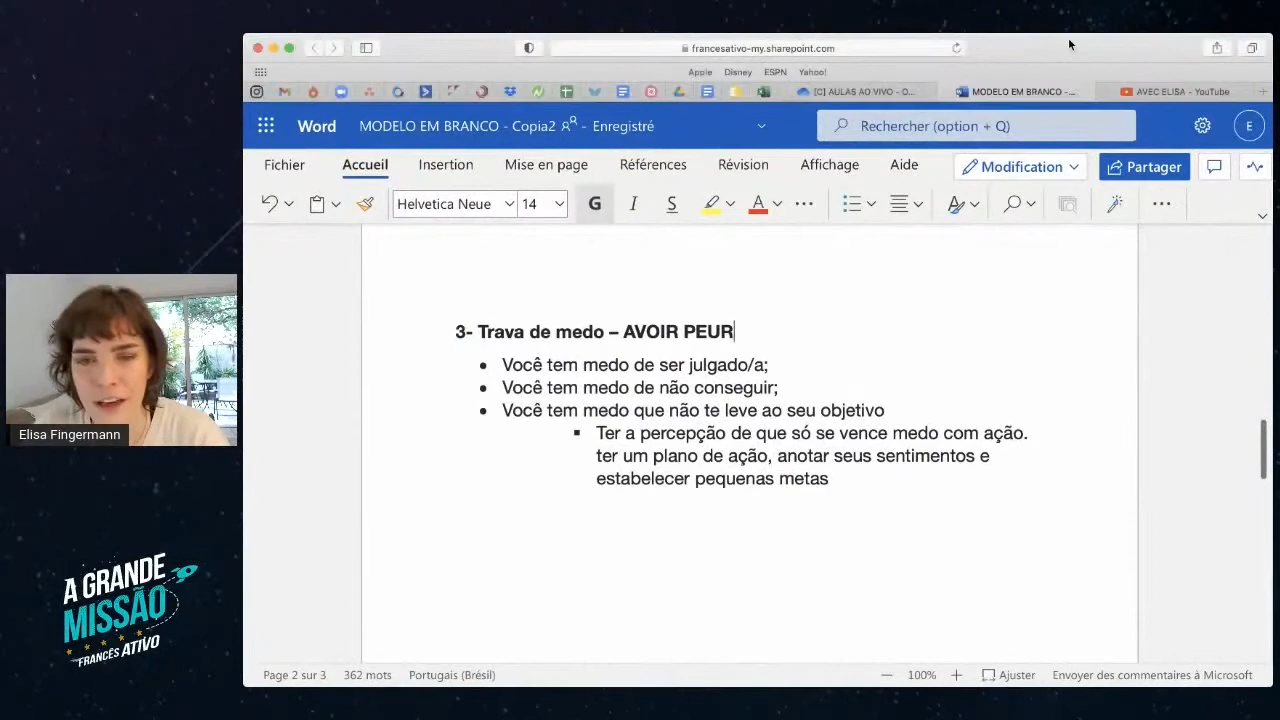 francesativo-my.sharepoint.com
Apple Disney ESPN Yahoo!
[C] AULAS AO VIVO - O...
MODELO EM BRANCO -...
AVEC ELISA - YouTube
Word MODELO EM BRANCO - Copia2 - Enregistré
Rechercher (option + Q)
E
Fichier Accueil Insertion Mise en page Références Révision Affichage Aide
Modification
Partager
Helvetica Neue 14 G I S A
3- Trava de medo – AVOIR PEUR
• Você tem medo de ser julgado/a;
• Você tem medo de não conseguir;
• Você tem medo que não te leve ao seu objetivo
▪ Ter a percepção de que só se vence medo com ação.
ter um plano de ação, anotar seus sentimentos e
estabelecer pequenas metas
Elisa Fingermann
A GRANDE
MISSÃO
FRANCÊS ATIVO
Page 2 sur 3 362 mots Portugais (Brésil)
100% Ajuster Envoyer des commentaires à Microsoft